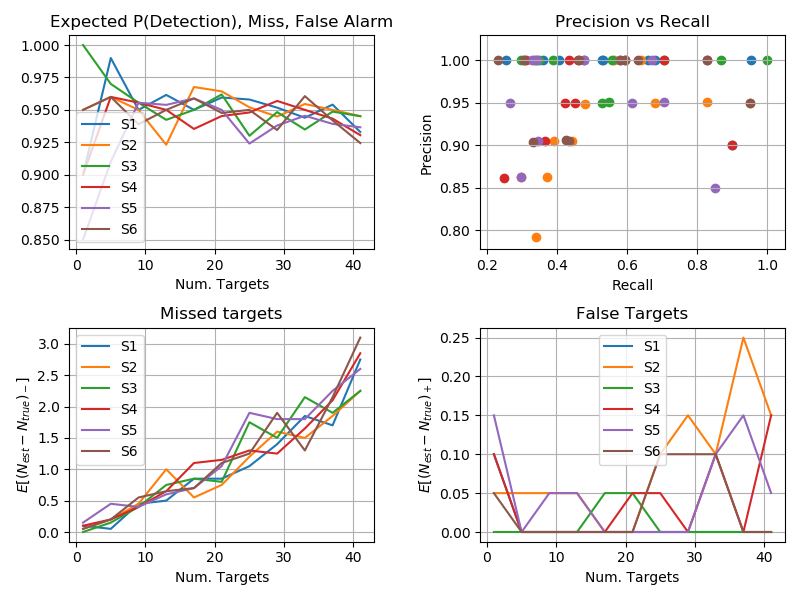 Expected P(Detection), Miss, False Alarm
1.000
0.975
0.950
0.925
0.900
0.875
0.850
S1
S2
S3
S4
S5
S6
0 10 20 30 40
Num. Targets
Precision vs Recall
Precision
1.00
0.95
0.90
0.85
0.80
0.2 0.4 0.6 0.8 1.0
Recall
Missed targets
E[(N_est − N_true)_−]
3.0
2.5
2.0
1.5
1.0
0.5
0.0
S1
S2
S3
S4
S5
S6
0 10 20 30 40
Num. Targets
False Targets
E[(N_est − N_true)_+]
0.25
0.20
0.15
0.10
0.05
0.00
S1
S2
S3
S4
S5
S6
0 10 20 30 40
Num. Targets